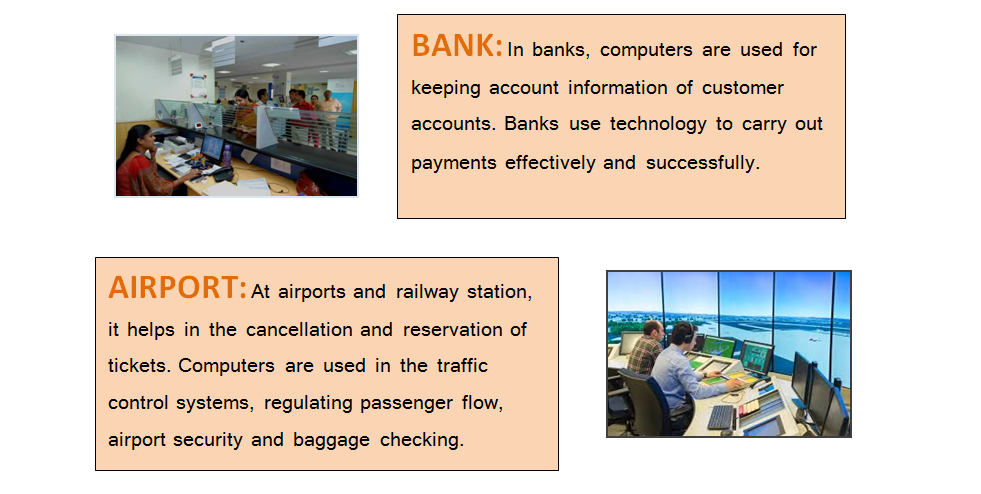 BANK: In banks, computers are used for
keeping account information of customer
accounts. Banks use technology to carry out
payments effectively and successfully.
AIRPORT: At airports and railway station,
it helps in the cancellation and reservation of
tickets. Computers are used in the traffic
control systems, regulating passenger flow,
airport security and baggage checking.